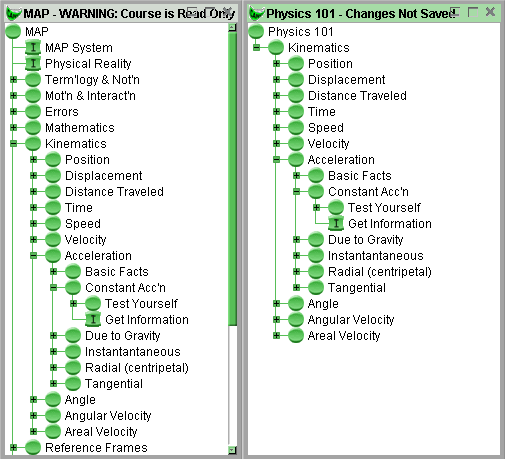 MAP - WARNING: Course is Read Only
MAP
MAP System
Physical Reality
Term'logy & Not'n
Mot'n & Interact'n
Errors
Mathematics
Kinematics
Position
Displacement
Distance Traveled
Time
Speed
Velocity
Acceleration
Basic Facts
Constant Acc'n
Test Yourself
Get Information
Due to Gravity
Instantantaneous
Radial (centripetal)
Tangential
Angle
Angular Velocity
Areal Velocity
Reference Frames
Physics 101 - Changes Not Saved
Physics 101
Kinematics
Position
Displacement
Distance Traveled
Time
Speed
Velocity
Acceleration
Basic Facts
Constant Acc'n
Test Yourself
Get Information
Due to Gravity
Instantantaneous
Radial (centripetal)
Tangential
Angle
Angular Velocity
Areal Velocity